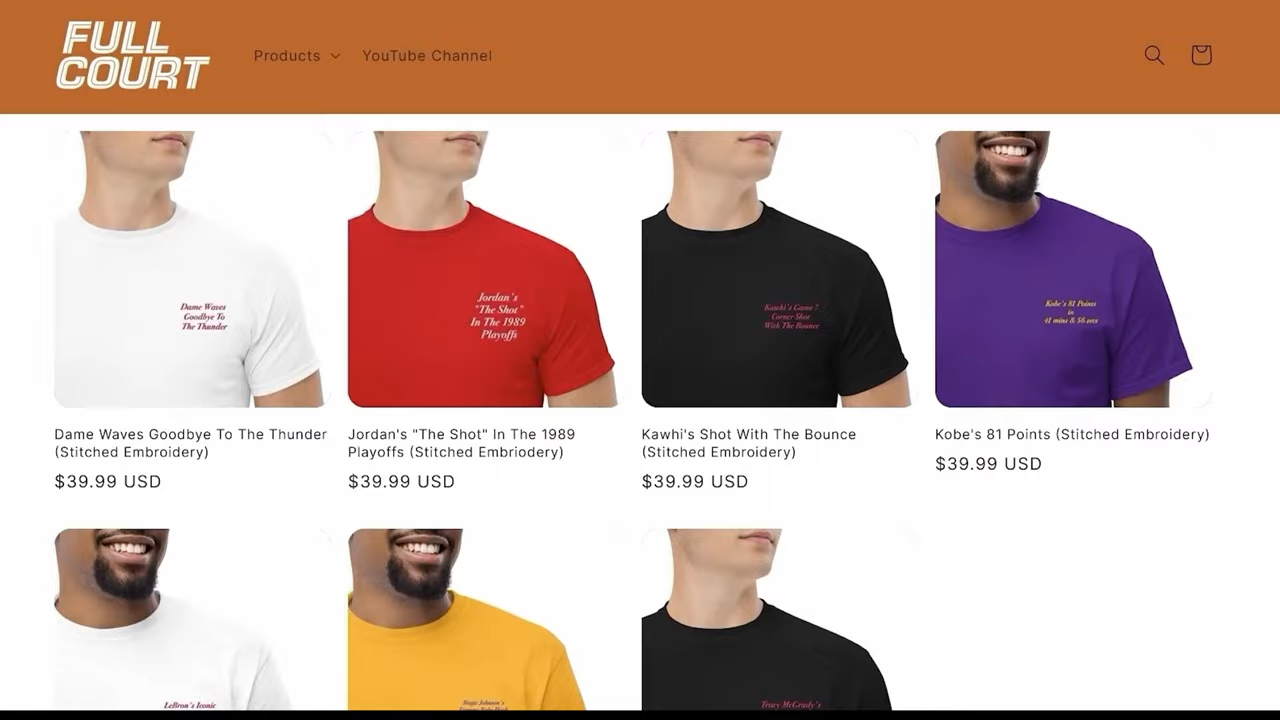 FULL
COURT
Products
YouTube Channel
Dame Waves
Goodbye To
The Thunder
Jordan's
"The Shot"
In The 1989
Playoffs
Kawhi's Game 7
Corner Shot
With The Bounce
Kobe's 81 Points
in
41 mins & 56 secs
Dame Waves Goodbye To The Thunder
(Stitched Embroidery)
$39.99 USD
Jordan's "The Shot" In The 1989
Playoffs (Stitched Embriodery)
$39.99 USD
Kawhi's Shot With The Bounce
(Stitched Embroidery)
$39.99 USD
Kobe's 81 Points (Stitched Embroidery)
$39.99 USD
LeBron's Iconic
Magic Johnson's
Tracy McGrady's